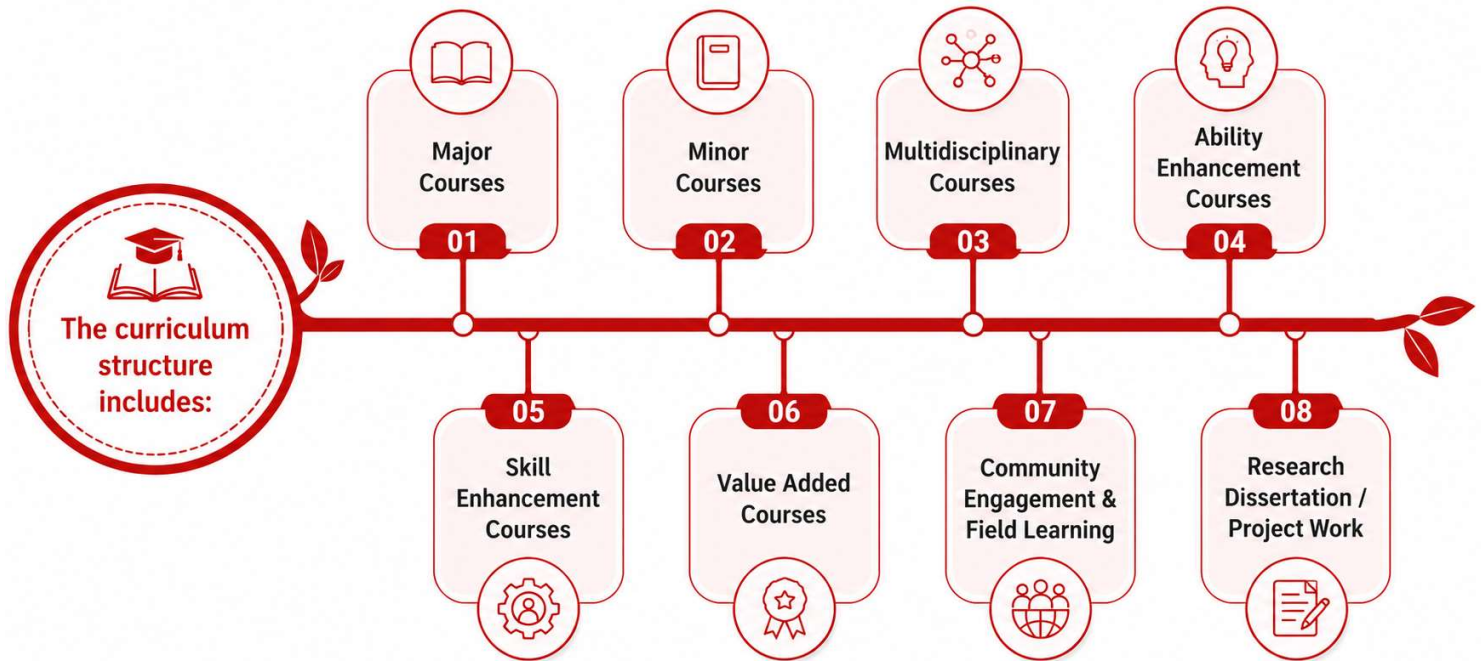 The curriculum
structure
includes:
Major
Courses
01
Minor
Courses
02
Multidisciplinary
Courses
03
Ability
Enhancement
Courses
04
05
Skill
Enhancement
Courses
06
Value Added
Courses
07
Community
Engagement &
Field Learning
08
Research
Dissertation /
Project Work